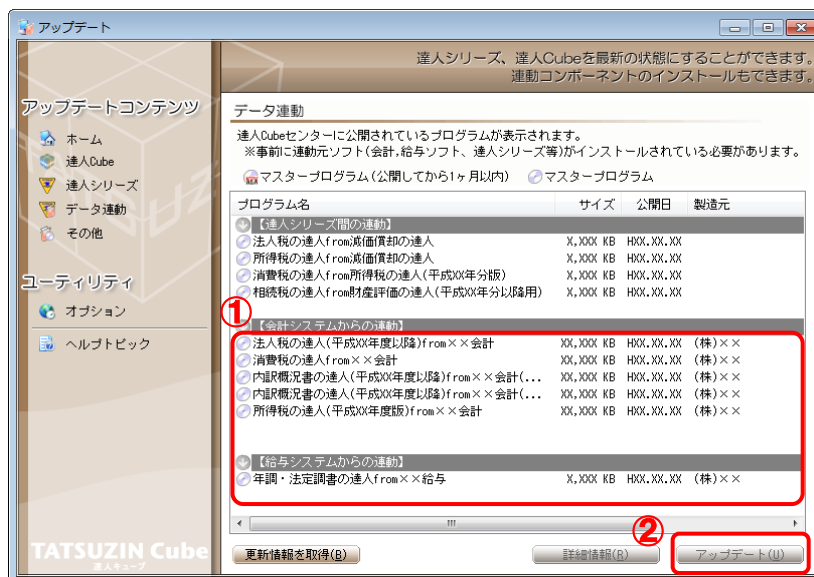 アップデート
達人シリーズ、達人Cubeを最新の状態にすることができます。
連動コンポーネントのインストールもできます。
アップデートコンテンツ
ホーム
達人Cube
達人シリーズ
データ連動
その他
ユーティリティ
オプション
ヘルプトピック
TATSUZIN Cube
達人キューブ
データ連動
達人Cubeセンターに公開されているプログラムが表示されます。
※事前に連動元ソフト(会計,給与ソフト、達人シリーズ等)がインストールされている必要があります。
マスタープログラム(公開してから1ヶ月以内) マスタープログラム
プログラム名 サイズ 公開日 製造元
【達人シリーズ間の連動】
法人税の達人from減価償却の達人 X,XXX KB HXX.XX.XX
所得税の達人from減価償却の達人 X,XXX KB HXX.XX.XX
消費税の達人from所得税の達人(平成XX年分版) X,XXX KB HXX.XX.XX
相続税の達人from財産評価の達人(平成XX年分以降用) X,XXX KB HXX.XX.XX
①
【会計システムからの連動】
法人税の達人(平成XX年度以降)from××会計 XX,XXX KB HXX.XX.XX (株)××
消費税の達人from××会計 XX,XXX KB HXX.XX.XX (株)××
内訳概況書の達人(平成XX年度以降)from××会計(... XX,XXX KB HXX.XX.XX (株)××
内訳概況書の達人(平成XX年度以降)from××会計(... XX,XXX KB HXX.XX.XX (株)××
所得税の達人(平成XX年度版)from××会計 XX,XXX KB HXX.XX.XX (株)××
【給与システムからの連動】
年調・法定調書の達人from××給与 X,XXX KB HXX.XX.XX (株)××
②
更新情報を取得(B) 詳細情報(R) アップデート(U)